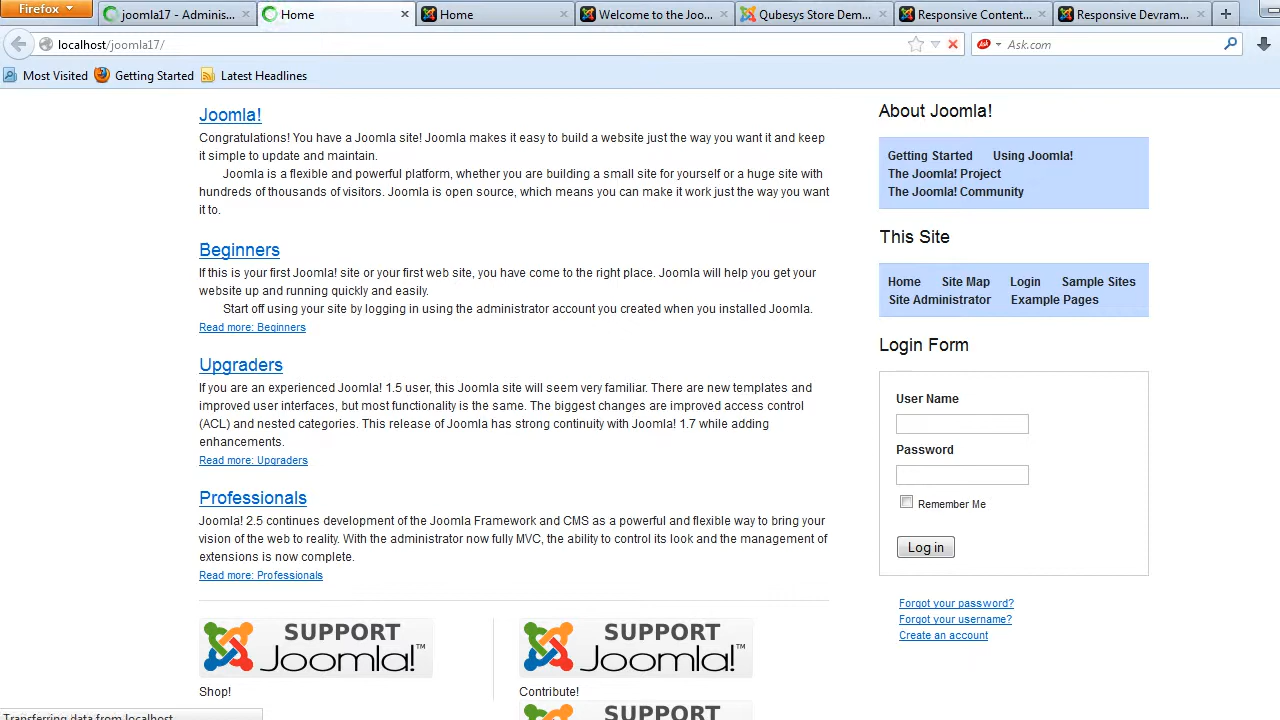 Firefox
joomla17 - Adminis...
Home
Home
Welcome to the Joo...
Qubesys Store Dem...
Responsive Content...
Responsive Devram...
localhost/joomla17/
Ask.com
Most Visited
Getting Started
Latest Headlines
Joomla!
Congratulations! You have a Joomla site! Joomla makes it easy to build a website just the way you want it and keep
it simple to update and maintain.
Joomla is a flexible and powerful platform, whether you are building a small site for yourself or a huge site with
hundreds of thousands of visitors. Joomla is open source, which means you can make it work just the way you want
it to.
Beginners
If this is your first Joomla! site or your first web site, you have come to the right place. Joomla will help you get your
website up and running quickly and easily.
Start off using your site by logging in using the administrator account you created when you installed Joomla.
Read more: Beginners
Upgraders
If you are an experienced Joomla! 1.5 user, this Joomla site will seem very familiar. There are new templates and
improved user interfaces, but most functionality is the same. The biggest changes are improved access control
(ACL) and nested categories. This release of Joomla has strong continuity with Joomla! 1.7 while adding
enhancements.
Read more: Upgraders
Professionals
Joomla! 2.5 continues development of the Joomla Framework and CMS as a powerful and flexible way to bring your
vision of the web to reality. With the administrator now fully MVC, the ability to control its look and the management of
extensions is now complete.
Read more: Professionals
SUPPORT
Joomla!™
Shop!
SUPPORT
Joomla!™
Contribute!
SUPPORT
About Joomla!
Getting Started Using Joomla!
The Joomla! Project
The Joomla! Community
This Site
Home Site Map Login Sample Sites
Site Administrator Example Pages
Login Form
User Name
Password
Remember Me
Log in
Forgot your password?
Forgot your username?
Create an account
Transferring data from localhost